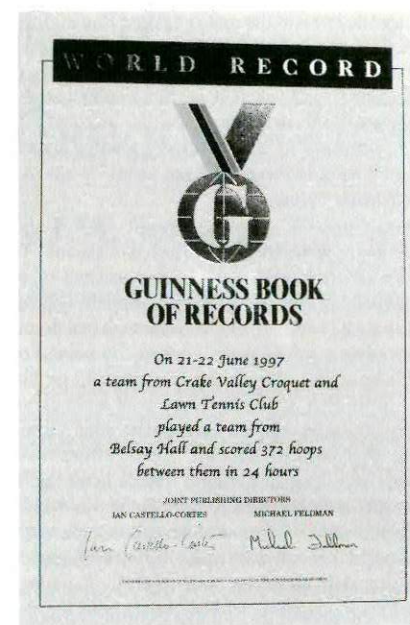 WORLD RECORD
G
GUINNESS BOOK
OF RECORDS
On 21-22 June 1997
a team from Crake Valley Croquet and
Lawn Tennis Club
played a team from
Belsay Hall and scored 372 hoops
between them in 24 hours
JOINT PUBLISHING DIRECTORS
IAN CASTELLO-CORTES MICHAEL FELDMAN
Ian Castello-Cortes Michael Feldman